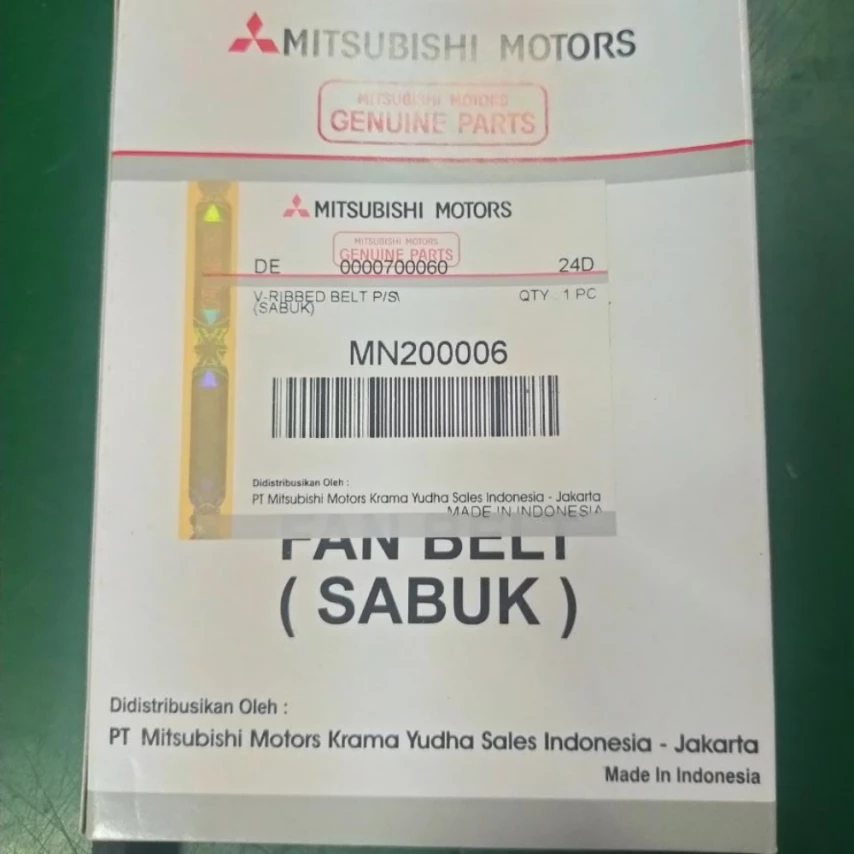 MITSUBISHI MOTORS
MITSUBISHI MOTORS
GENUINE PARTS
MITSUBISHI MOTORS
MITSUBISHI MOTORS
GENUINE PARTS
DE 0000700060 24D
V-RIBBED BELT P/S\ QTY : 1 PC
(SABUK)
MN200006
Didistribusikan Oleh :
PT Mitsubishi Motors Krama Yudha Sales Indonesia - Jakarta
MADE IN INDONESIA
FAN BELT
( SABUK )
Didistribusikan Oleh :
PT Mitsubishi Motors Krama Yudha Sales Indonesia - Jakarta
Made In Indonesia